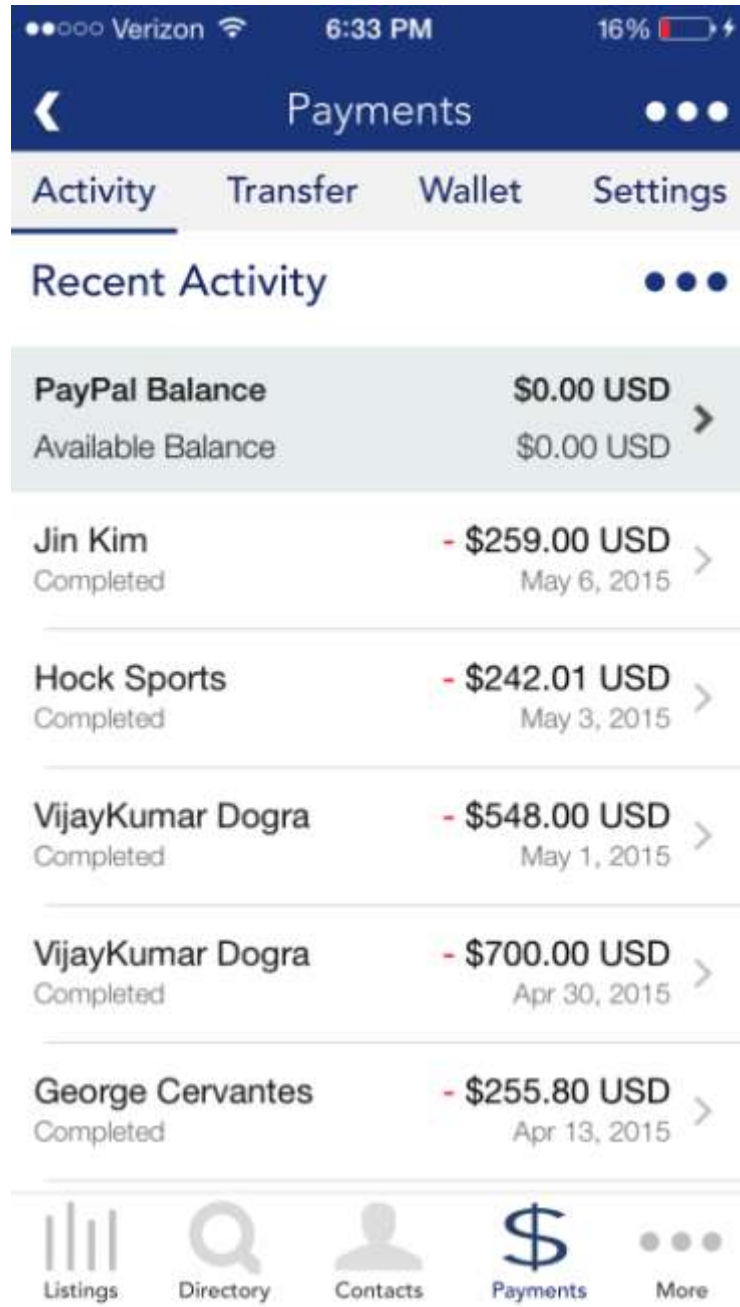 Verizon 6:33 PM 16%
Payments
Activity Transfer Wallet Settings
Recent Activity
PayPal Balance $0.00 USD
Available Balance $0.00 USD
Jin Kim - $259.00 USD
Completed May 6, 2015
Hock Sports - $242.01 USD
Completed May 3, 2015
VijayKumar Dogra - $548.00 USD
Completed May 1, 2015
VijayKumar Dogra - $700.00 USD
Completed Apr 30, 2015
George Cervantes - $255.80 USD
Completed Apr 13, 2015
$
Listings Directory Contacts Payments More